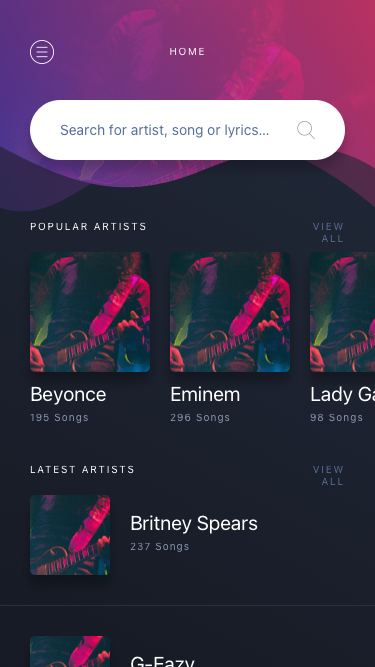 HOME
Search for artist, song or lyrics...
POPULAR ARTISTS
VIEW
ALL
Beyonce
Eminem
Lady Ga
195 Songs
296 Songs
98 Songs
LATEST ARTISTS
VIEW
ALL
Britney Spears
237 Songs
G-Eazy